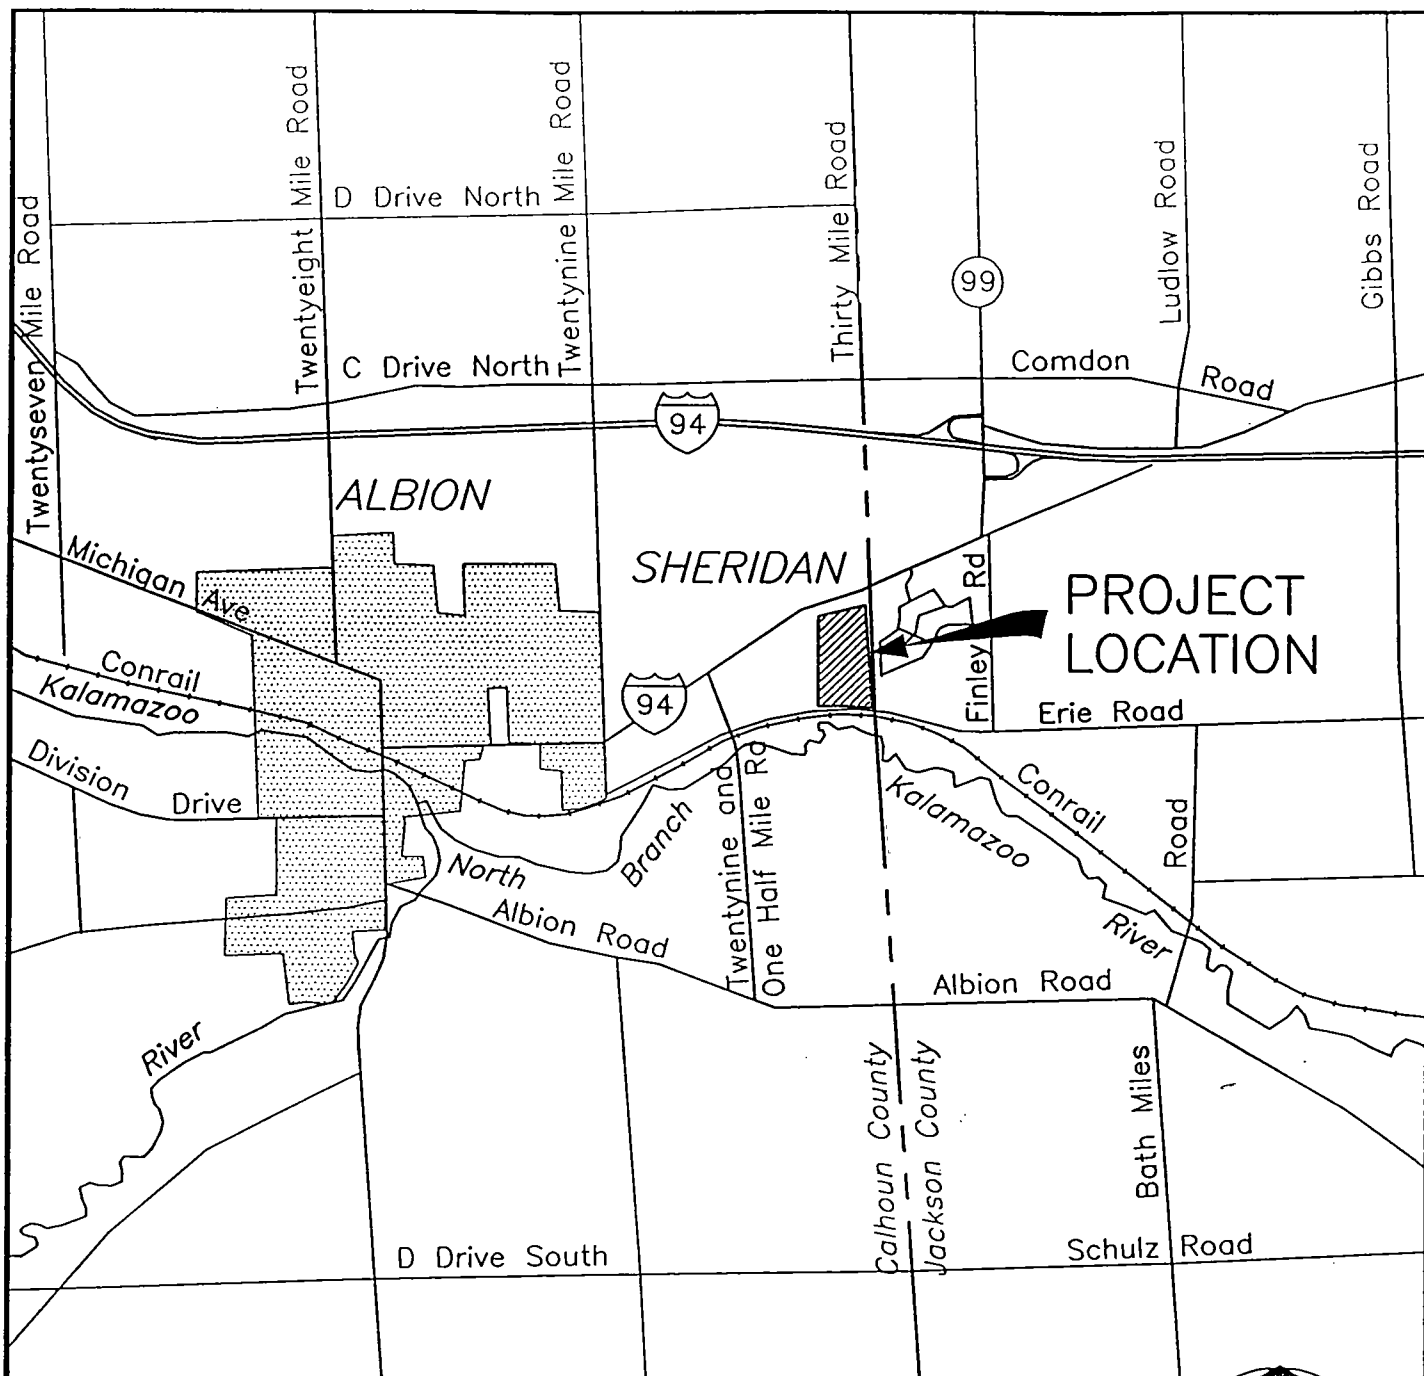 Twentyseven Mile Road
Twentyeight Mile Road
Twentynine Mile Road
Thirty Mile Road
99
Ludlow Road
Gibbs Road
D Drive North
C Drive North
Comdon Road
94
ALBION
SHERIDAN
Michigan Ave
PROJECT
LOCATION
Finley Rd
Conrail
Kalamazoo
94
Erie Road
Division Drive
North
Branch
Twentynine and
One Half Mile Rd
Kalamazoo
Conrail
Road
River
Albion Road
Albion Road
River
Calhoun County
Jackson County
Bath Miles
D Drive South
Schulz Road